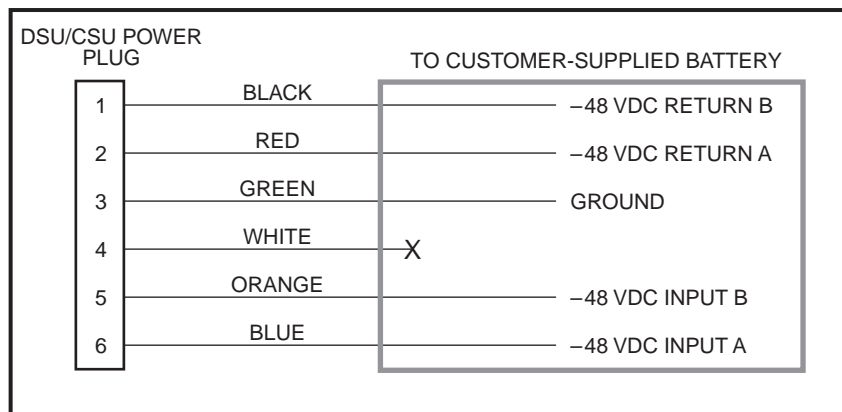 DSU/CSU POWER
PLUG
TO CUSTOMER-SUPPLIED BATTERY
1 BLACK –48 VDC RETURN B
2 RED –48 VDC RETURN A
3 GREEN GROUND
4 WHITE X
5 ORANGE –48 VDC INPUT B
6 BLUE –48 VDC INPUT A